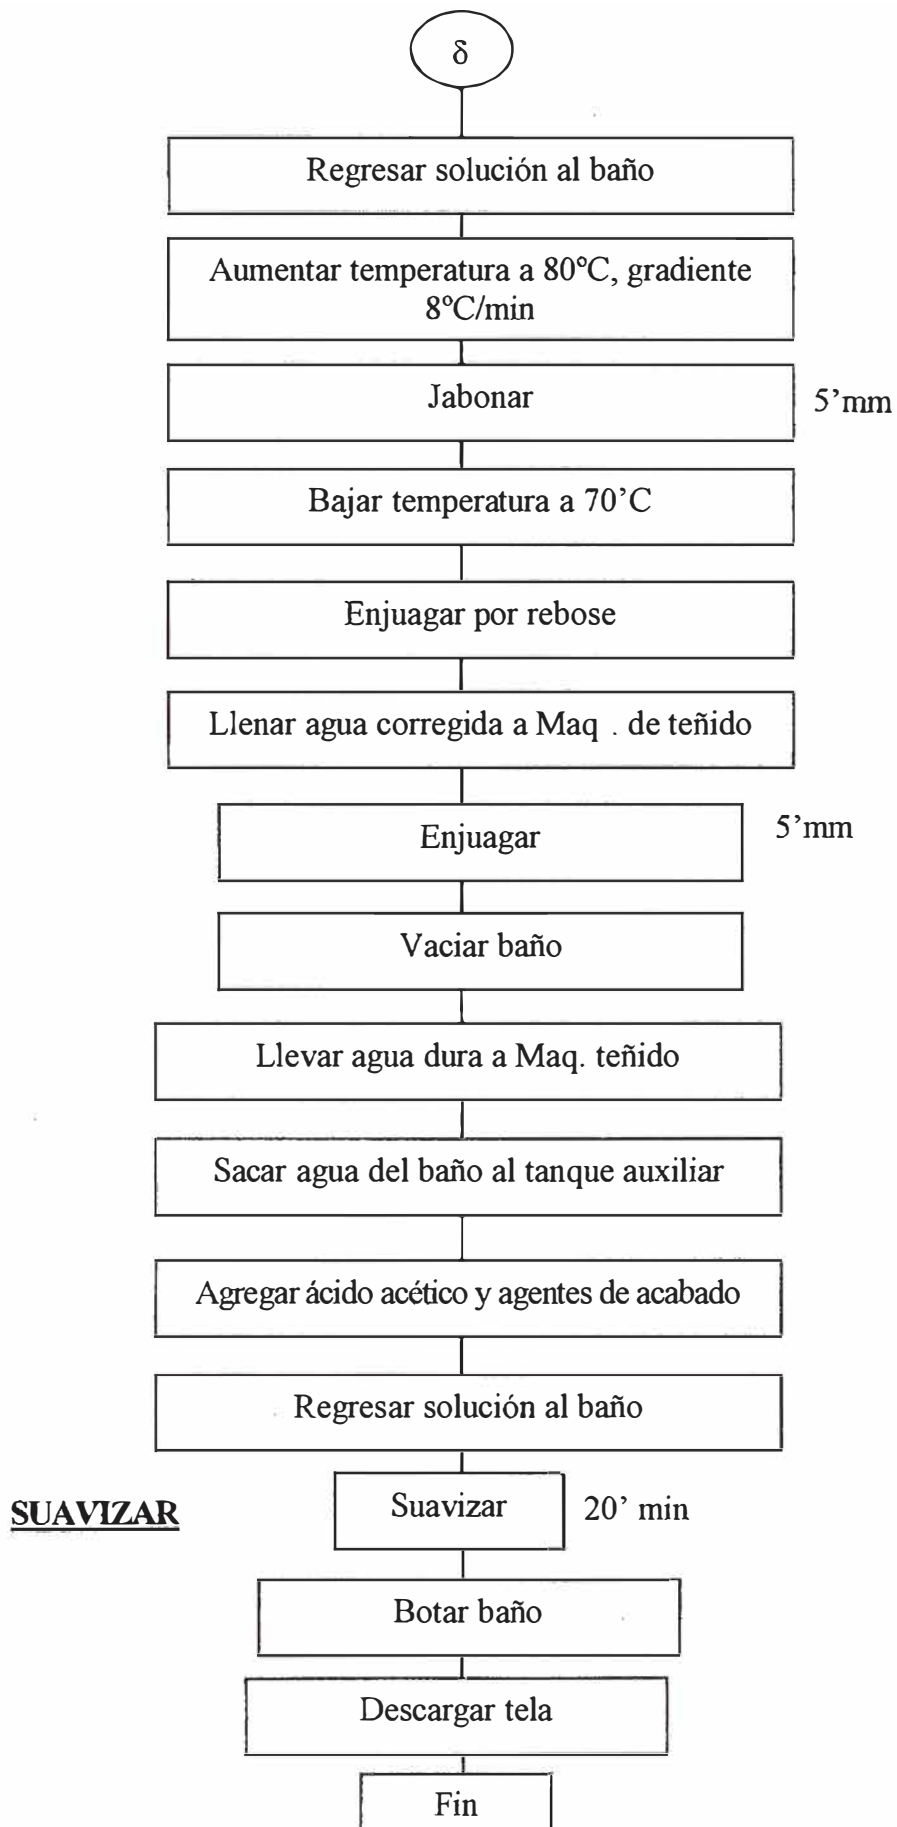 δ
Regresar solución al baño
Aumentar temperatura a 80ºC, gradiente
8ºC/min
Jabonar
5’mm
Bajar temperatura a 70’C
Enjuagar por rebose
Llenar agua corregida a Maq . de teñido
Enjuagar
5’mm
Vaciar baño
Llevar agua dura a Maq. teñido
Sacar agua del baño al tanque auxiliar
Agregar ácido acético y agentes de acabado
Regresar solución al baño
SUAVIZAR
Suavizar
20’ min
Botar baño
Descargar tela
Fin